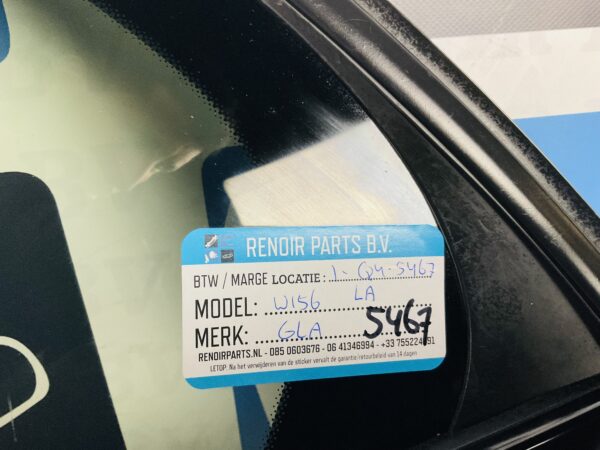 RENOIR PARTS B.V.
BTW / MARGE LOCATIE: 1- Q4-5467
MODEL: W156 LA
MERK: GLA 5467
RENOIRPARTS.NL - 085 0603676 - 06 41346994 - +33 755224891
LETOP: Na het verwijderen van de sticker vervalt de garantie/retourbeleid van 14 dagen